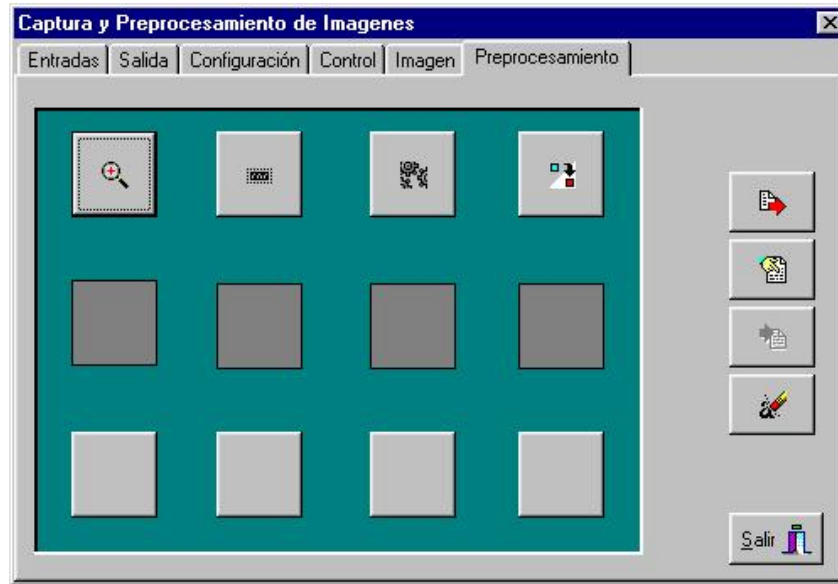 Captura y Preprocesamiento de Imagenes
Entradas Salida Configuración Control Imagen Preprocesamiento
Salir